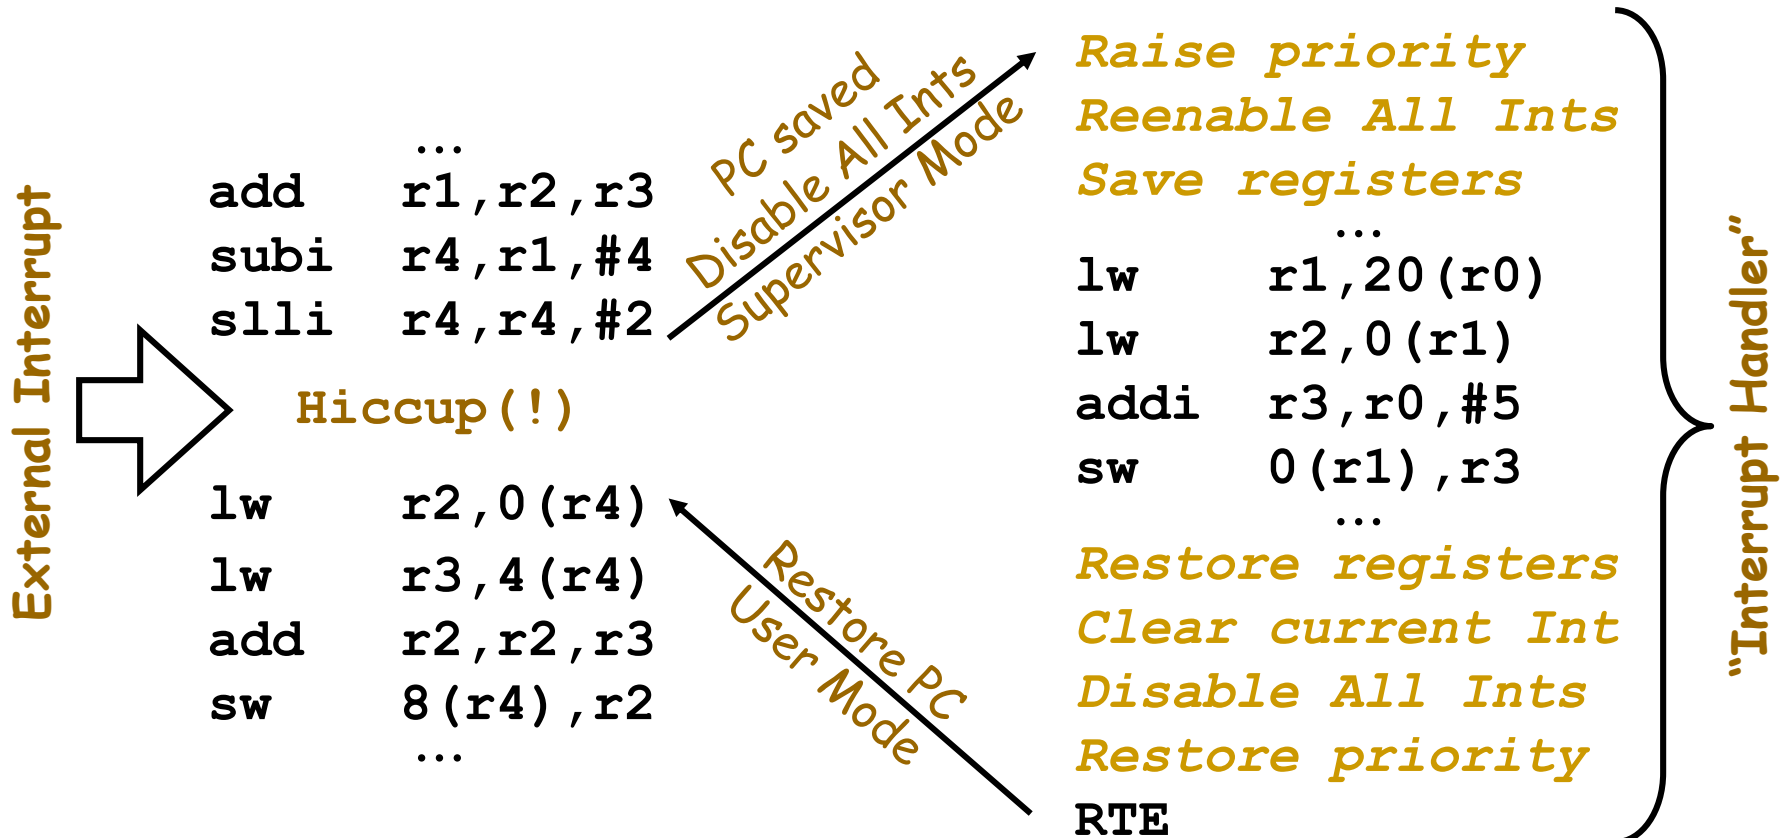 External Interrupt
…
add r1,r2,r3
subi r4,r1,#4
slli r4,r4,#2
Hiccup(!)
lw r2,0(r4)
lw r3,4(r4)
add r2,r2,r3
sw 8(r4),r2
…
PC saved
Disable All Ints
Supervisor Mode
Restore PC
User Mode
Raise priority
Reenable All Ints
Save registers
…
lw r1,20(r0)
lw r2,0(r1)
addi r3,r0,#5
sw 0(r1),r3
…
Restore registers
Clear current Int
Disable All Ints
Restore priority
RTE
"Interrupt Handler"